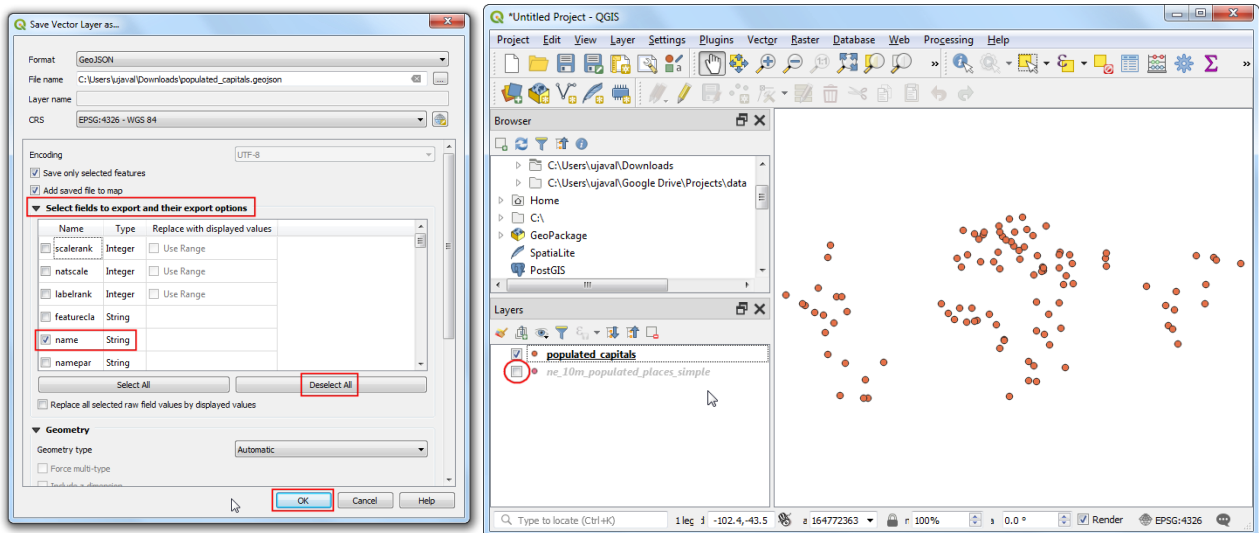 Save Vector Layer as...
Format GeoJSON
File name C:\Users\ujaval\Downloads\populated_capitals.geojson ...
Layer name
CRS EPSG:4326 - WGS 84
Encoding UTF-8
Save only selected features
Add saved file to map
Select fields to export and their export options
Name Type Replace with displayed values
scalerank Integer Use Range
natscale Integer Use Range
labelrank Integer Use Range
featurecla String
name String
namepar String
Select All Deselect All
Replace all selected raw field values by displayed values
Geometry
Geometry type Automatic
Force multi-type
Include z-dimension
OK Cancel Help
*Untitled Project - QGIS
Project Edit View Layer Settings Plugins Vector Raster Database Web Processing Help
Browser
C:\Users\ujaval\Downloads
C:\Users\ujaval\Google Drive\Projects\data
Home
C:\
GeoPackage
SpatiaLite
PostGIS
Layers
populated_capitals
ne_10m_populated_places_simple
Type to locate (Ctrl+K) 1 leg -102.4,-43.5 164772363 100% 0.0 ° Render EPSG:4326